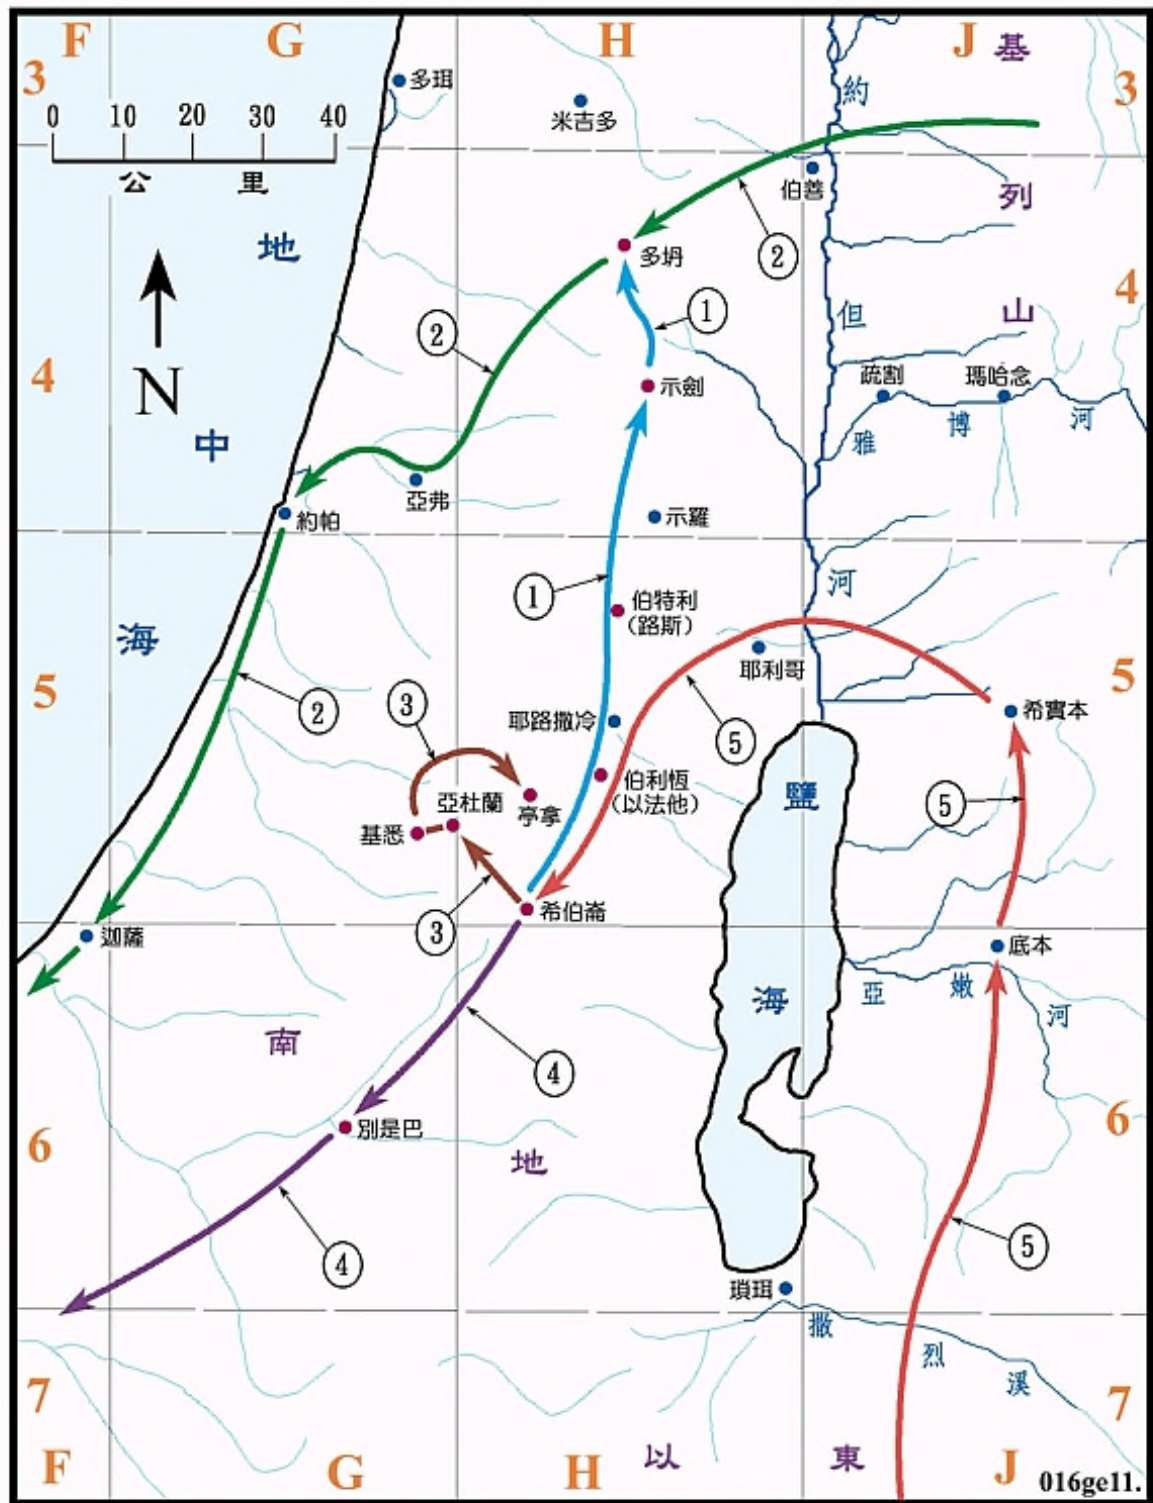 F G H J 基
3 3
多珥
米吉多
約
0 10 20 30 40
公里
伯善
列
地
多坍
2
4
1
但
山
2
N
4
疏割
瑪哈念
示劍
雅博河
中
亞弗
約帕
示羅
1
河
伯特利
(路斯)
海
耶利哥
5
5
3
2
耶路撒冷
5
希實本
伯利恆
(以法他)
鹽
5
亞杜蘭
亭拿
基悉
希伯崙
3
迦薩
底本
亞嫩河
海
南
4
6
別是巴
6
地
5
4
瑣珥
撒烈溪
7
7
F G H 以東 J
016ge11.